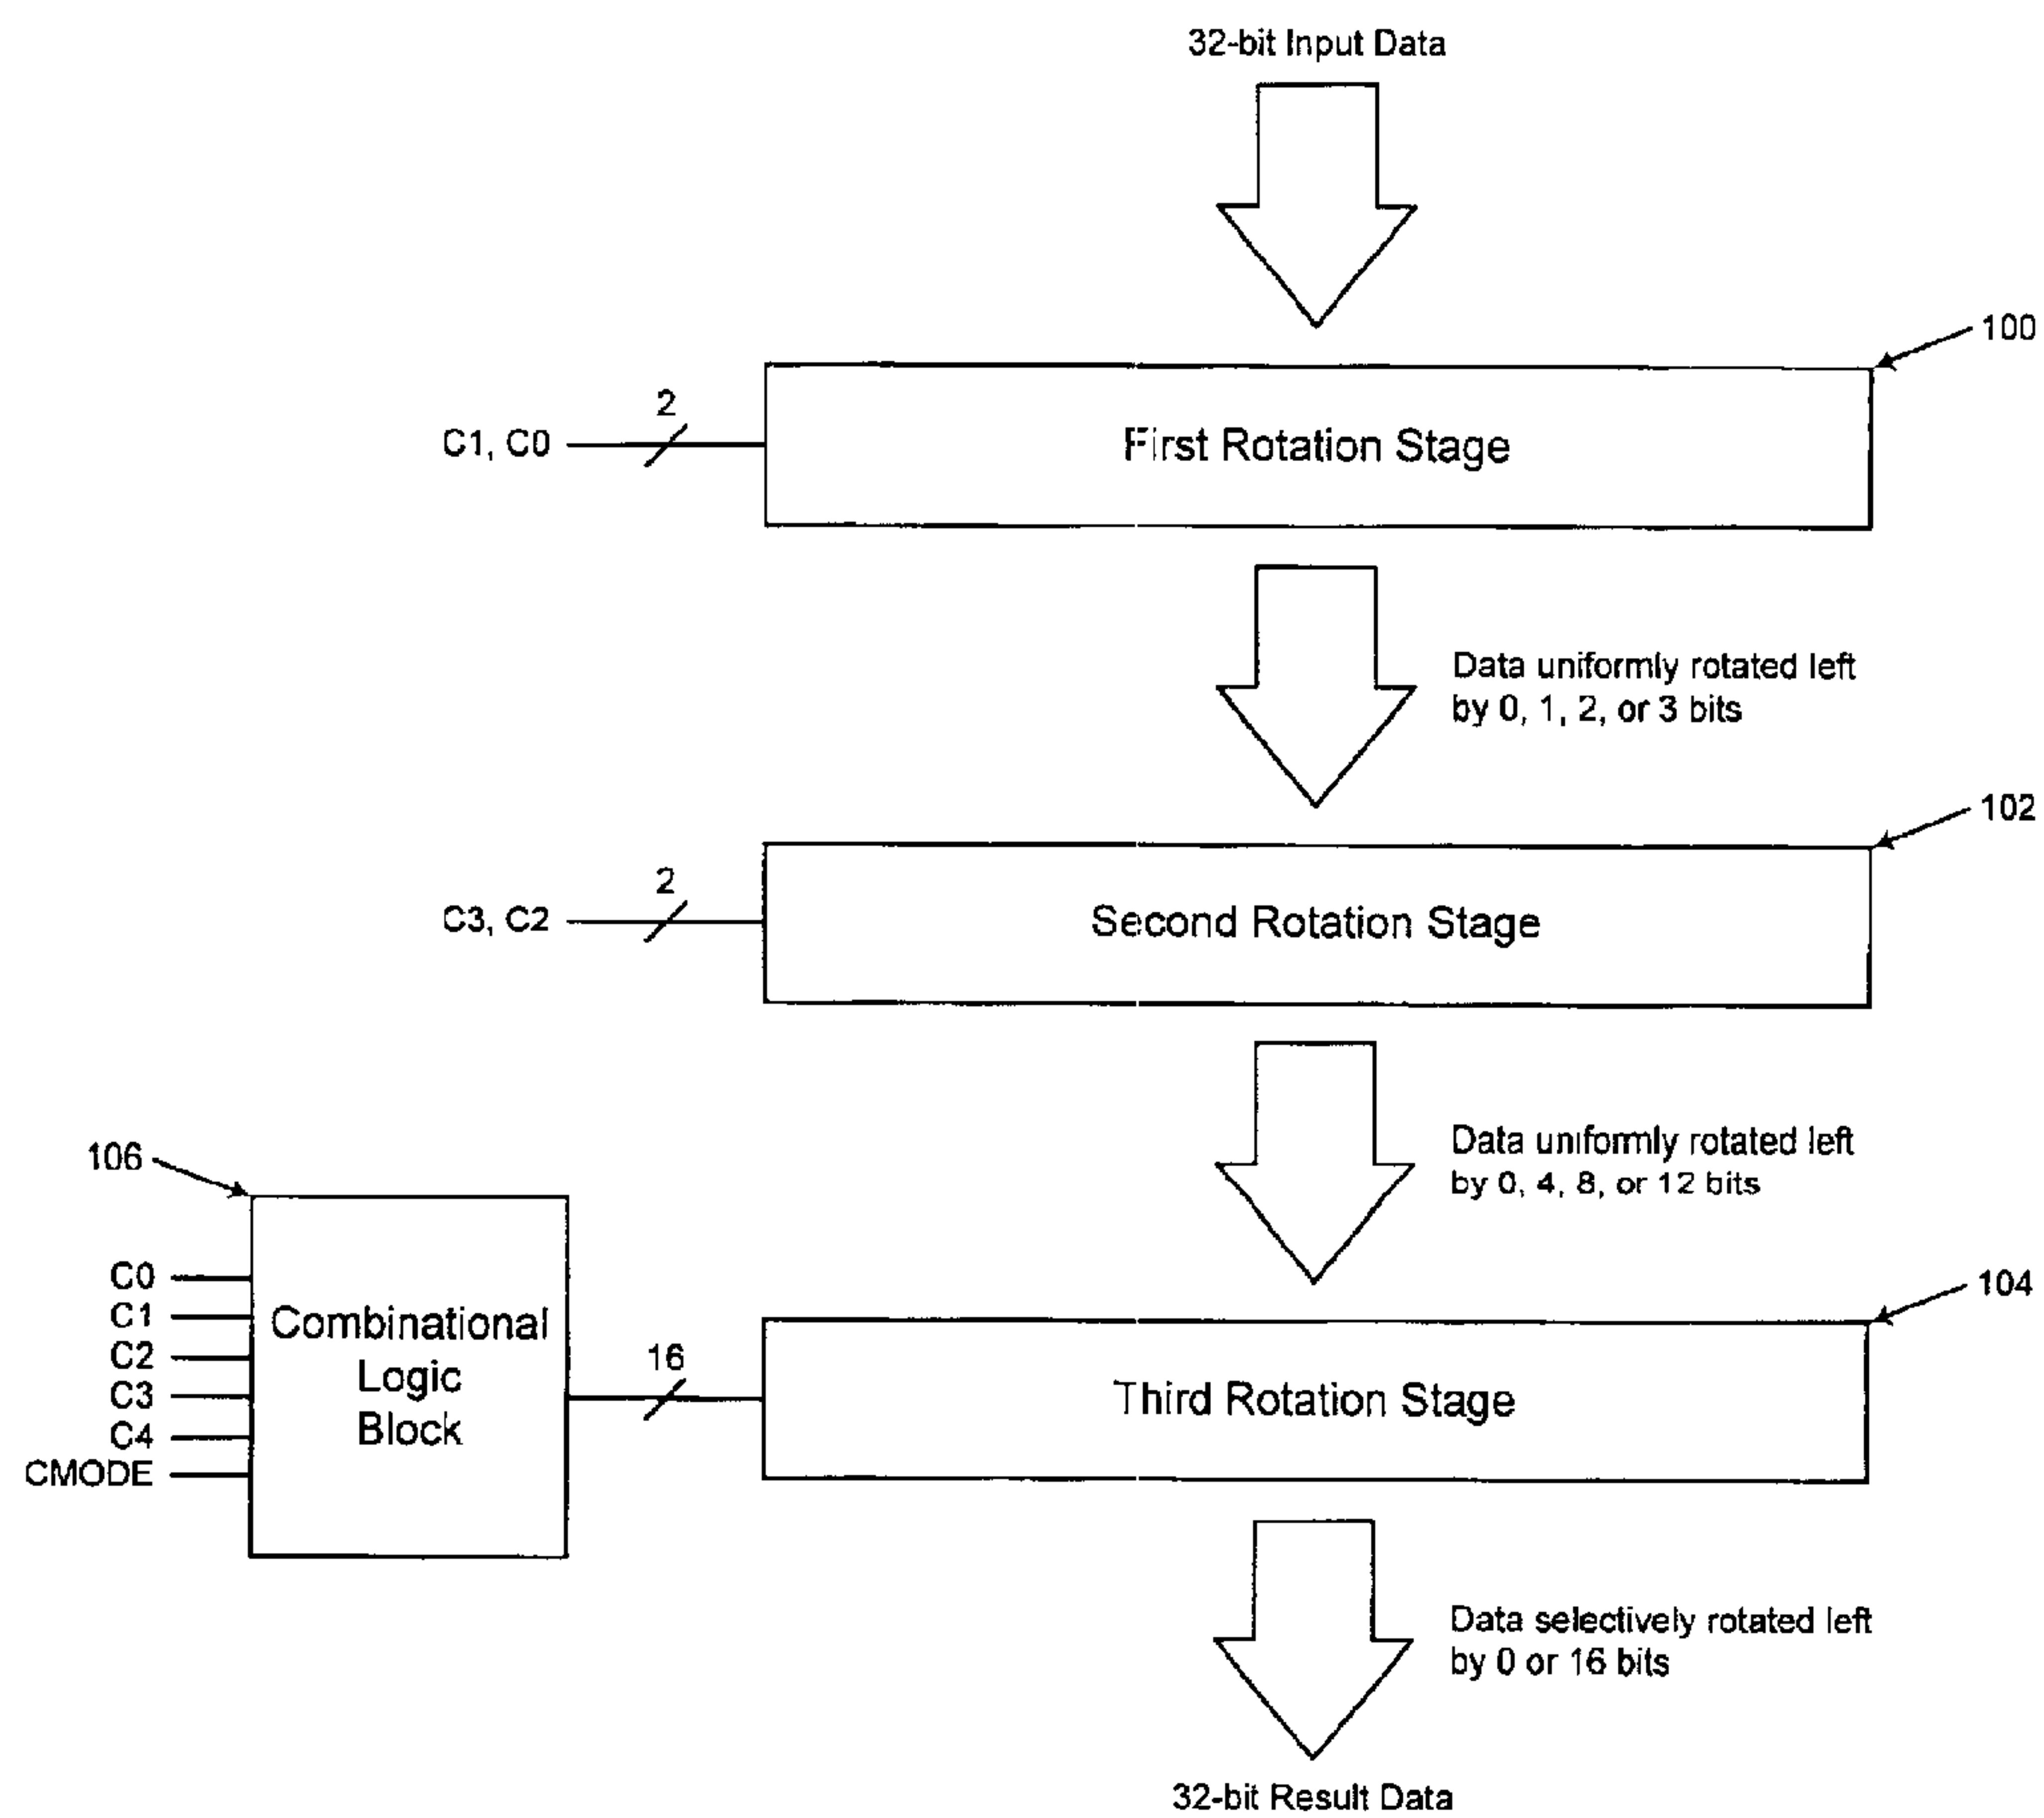 32-bit Input Data
100
2
C1, C0
First Rotation Stage
Data uniformly rotated left
by 0, 1, 2, or 3 bits
102
2
C3, C2
Second Rotation Stage
Data uniformly rotated left
by 0, 4, 8, or 12 bits
106
104
C0
C1
C2
C3
C4
CMODE
Combinational
Logic
Block
16
Third Rotation Stage
Data selectively rotated left
by 0 or 16 bits
32-bit Result Data